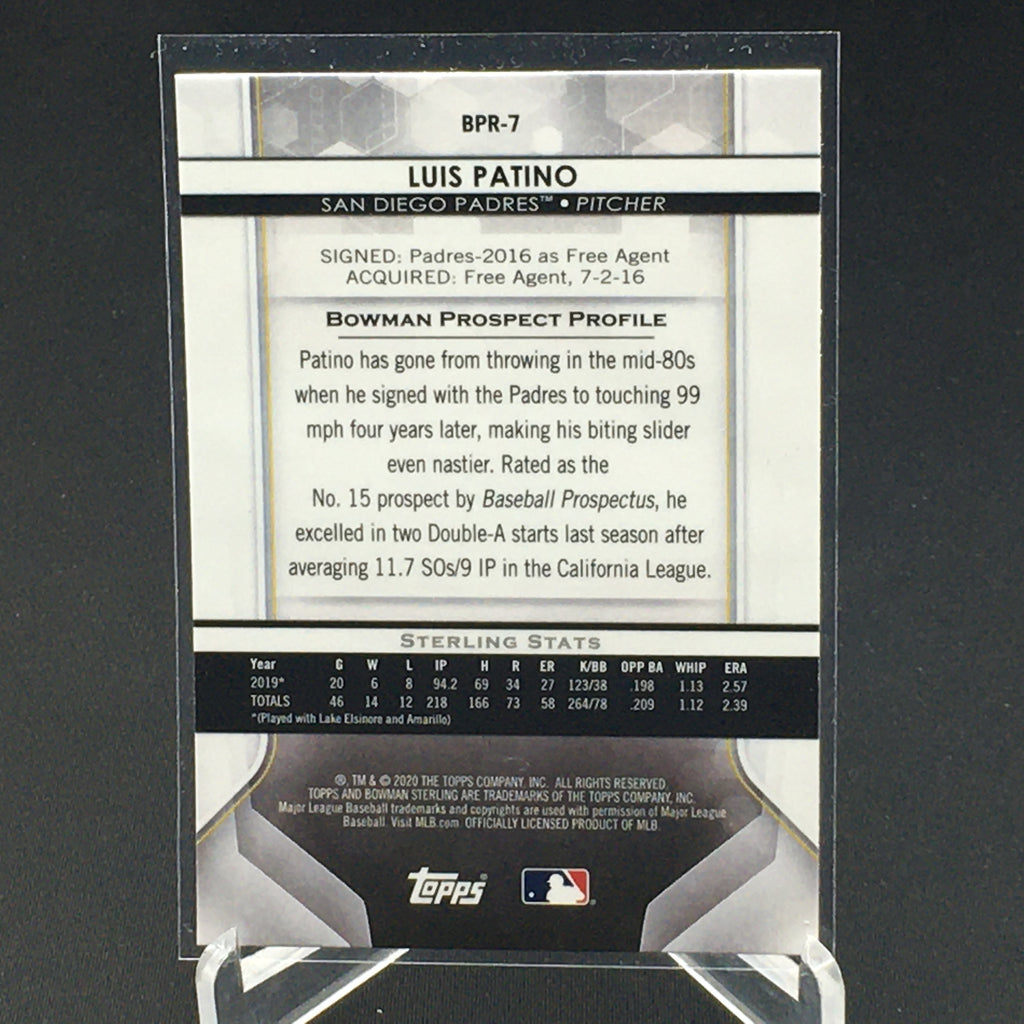 BPR-7
LUIS PATINO
SAN DIEGO PADRES™ • PITCHER
SIGNED: Padres-2016 as Free Agent
ACQUIRED: Free Agent, 7-2-16
BOWMAN PROSPECT PROFILE
Patino has gone from throwing in the mid-80s
when he signed with the Padres to touching 99
mph four years later, making his biting slider
even nastier. Rated as the
No. 15 prospect by Baseball Prospectus, he
excelled in two Double-A starts last season after
averaging 11.7 SOs/9 IP in the California League.
STERLING STATS
Year G W L IP H R ER K/BB OPP BA WHIP ERA
2019* 20 6 8 94.2 69 34 27 123/38 .198 1.13 2.57
TOTALS 46 14 12 218 166 73 58 264/78 .209 1.12 2.39
*(Played with Lake Elsinore and Amarillo)
®, TM & © 2020 THE TOPPS COMPANY, INC. ALL RIGHTS RESERVED.
TOPPS AND BOWMAN STERLING ARE TRADEMARKS OF THE TOPPS COMPANY, INC.
Major League Baseball trademarks and copyrights are used with permission of Major League
Baseball. Visit MLB.com. OFFICIALLY LICENSED PRODUCT OF MLB.
topps®